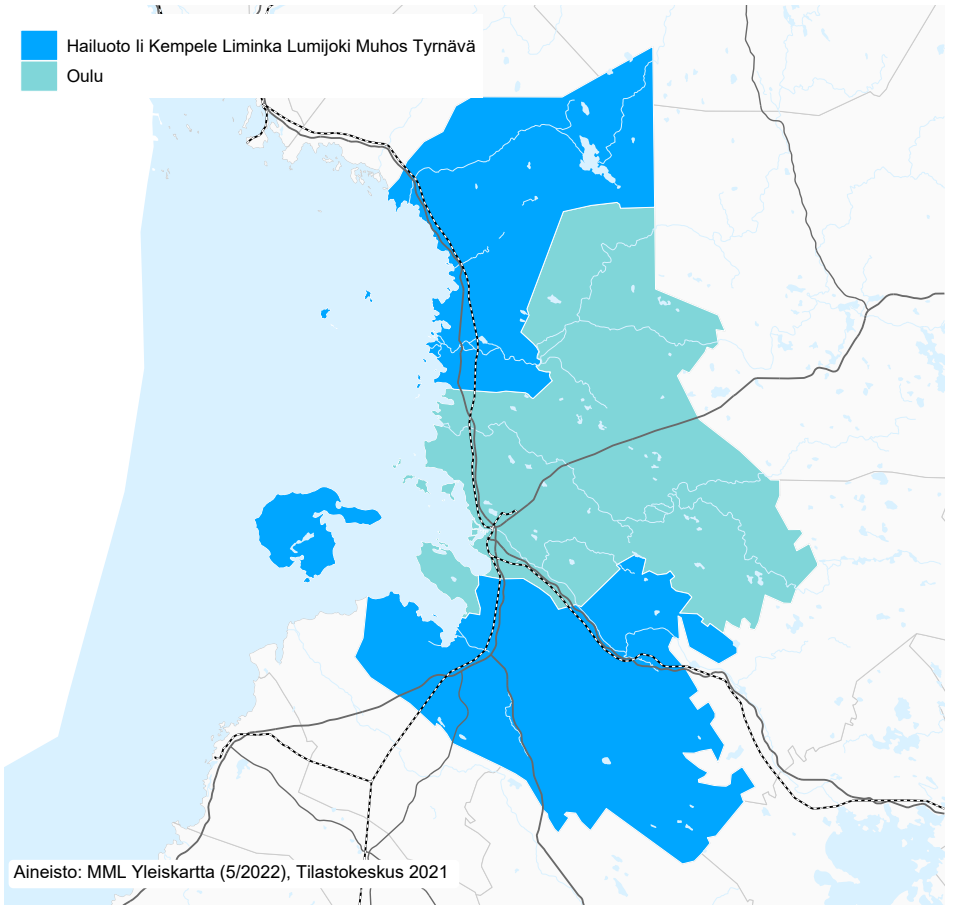 Hailuoto Ii Kempele Liminka Lumijoki Muhos Tyrnävä
Oulu
Aineisto: MML Yleiskartta (5/2022), Tilastokeskus 2021